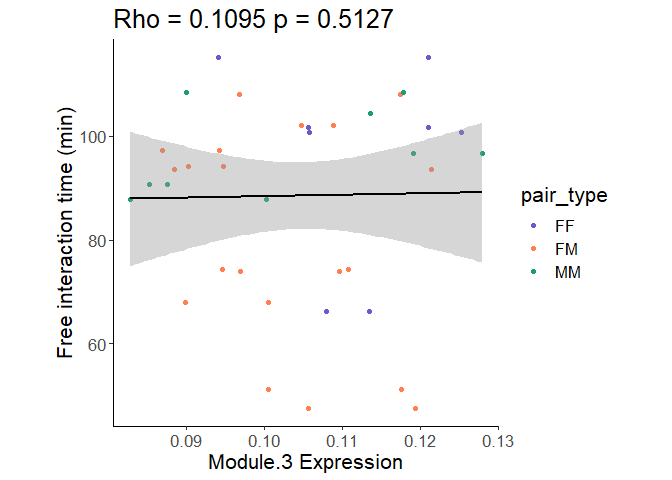 Rho = 0.1095 p = 0.5127
Free interaction time (min)
100
80
60
0.09 0.10 0.11 0.12 0.13
Module.3 Expression
pair_type
FF
FM
MM